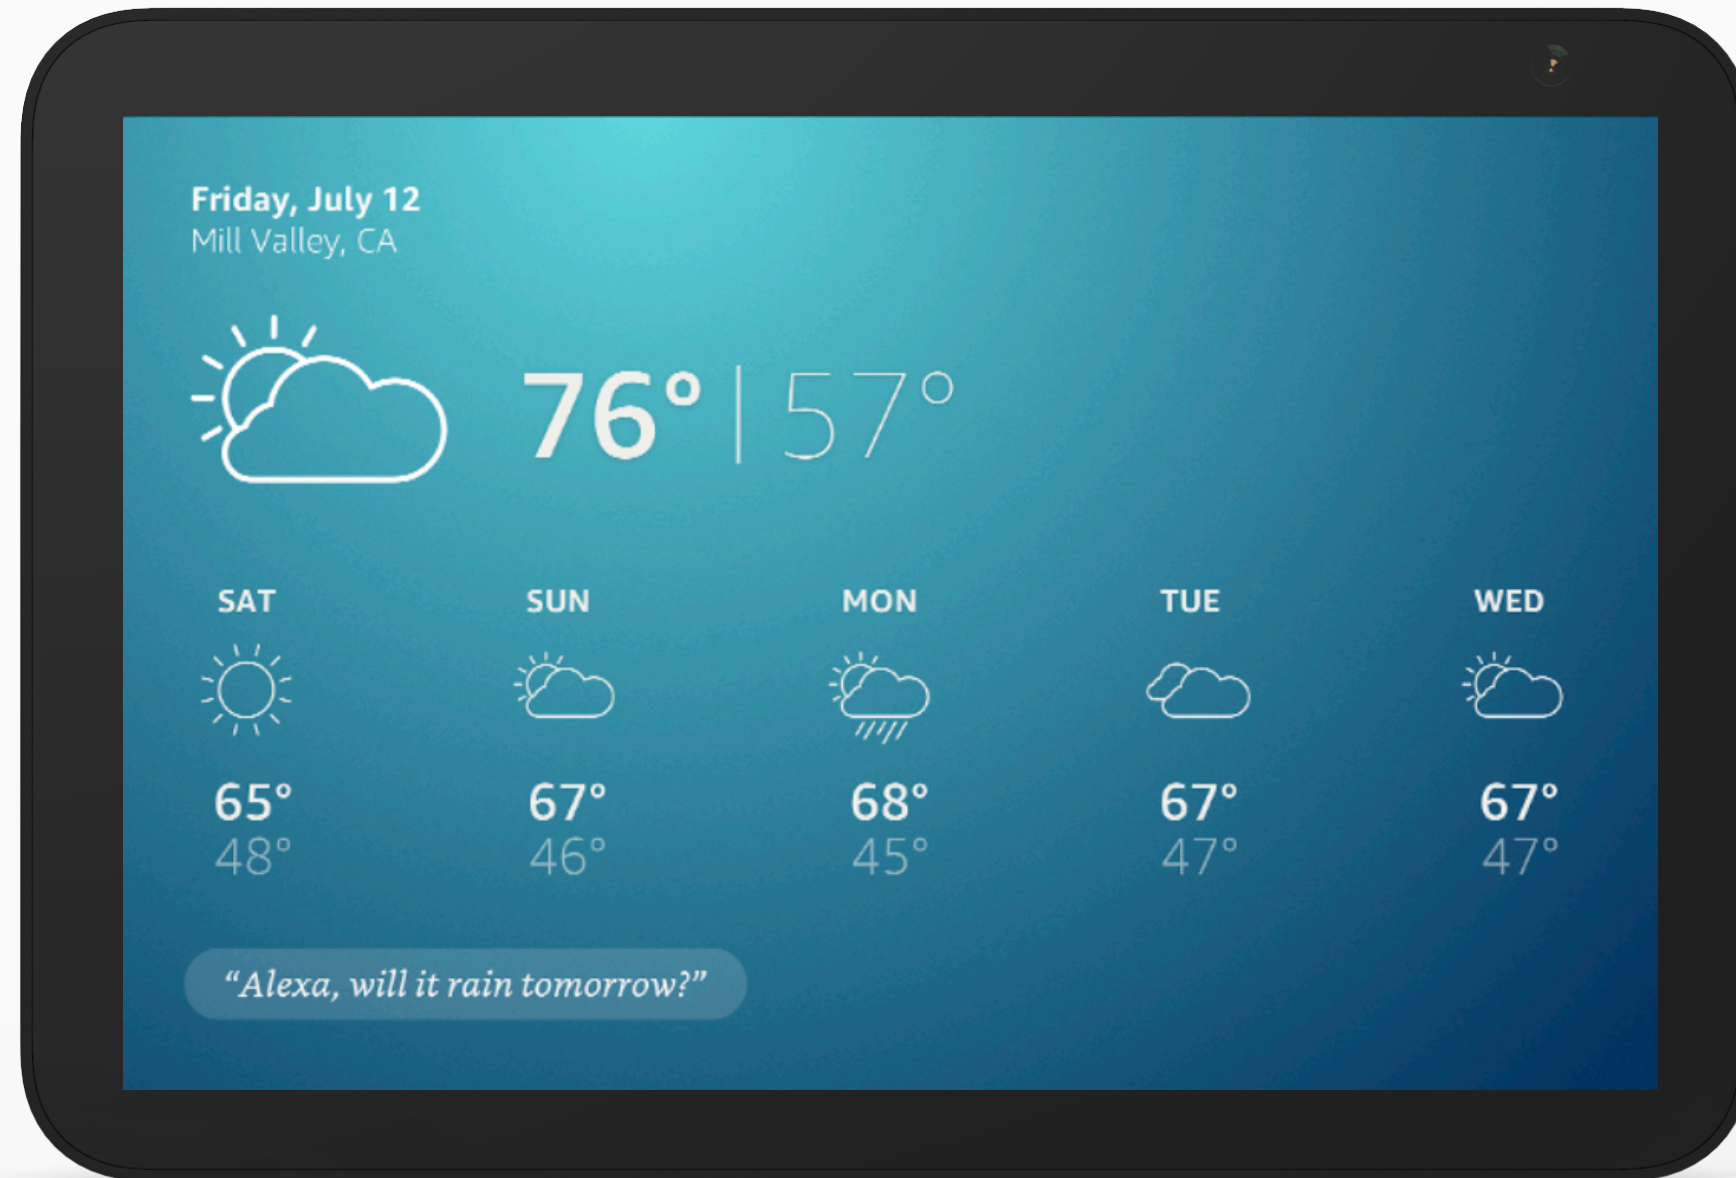 Friday, July 12
Mill Valley, CA
76° | 57°
SAT SUN MON TUE WED
65° 67° 68° 67° 67°
48° 46° 45° 47° 47°
“Alexa, will it rain tomorrow?”